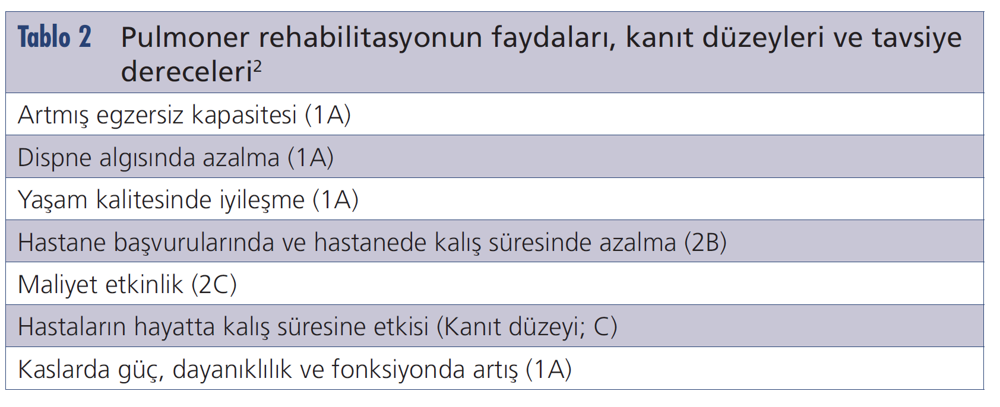 Tablo 2 Pulmoner rehabilitasyonun faydaları, kanıt düzeyleri ve tavsiye
dereceleri²
Artmış egzersiz kapasitesi (1A)
Dispne algısında azalma (1A)
Yaşam kalitesinde iyileşme (1A)
Hastane başvurularında ve hastanede kalış süresinde azalma (2B)
Maliyet etkinlik (2C)
Hastaların hayatta kalış süresine etkisi (Kanıt düzeyi; C)
Kaslarda güç, dayanıklılık ve fonksiyonda artış (1A)